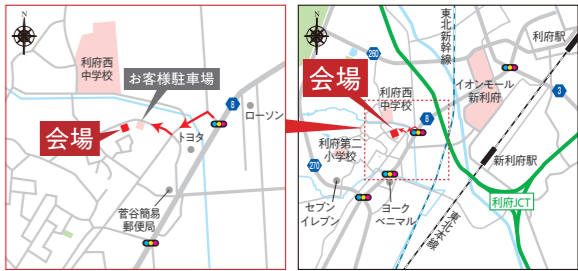 利府西
中学校
お客様駐車場
8
ローソン
会場
トヨタ
菅谷簡易
郵便局
東北新幹線
利府駅
260
会場
利府西
中学校
イオンモール
新利府
3
8
利府第二
小学校
新利府駅
270
利府JCT
セブン
イレブン
ヨーク
ベニマル
東北本線